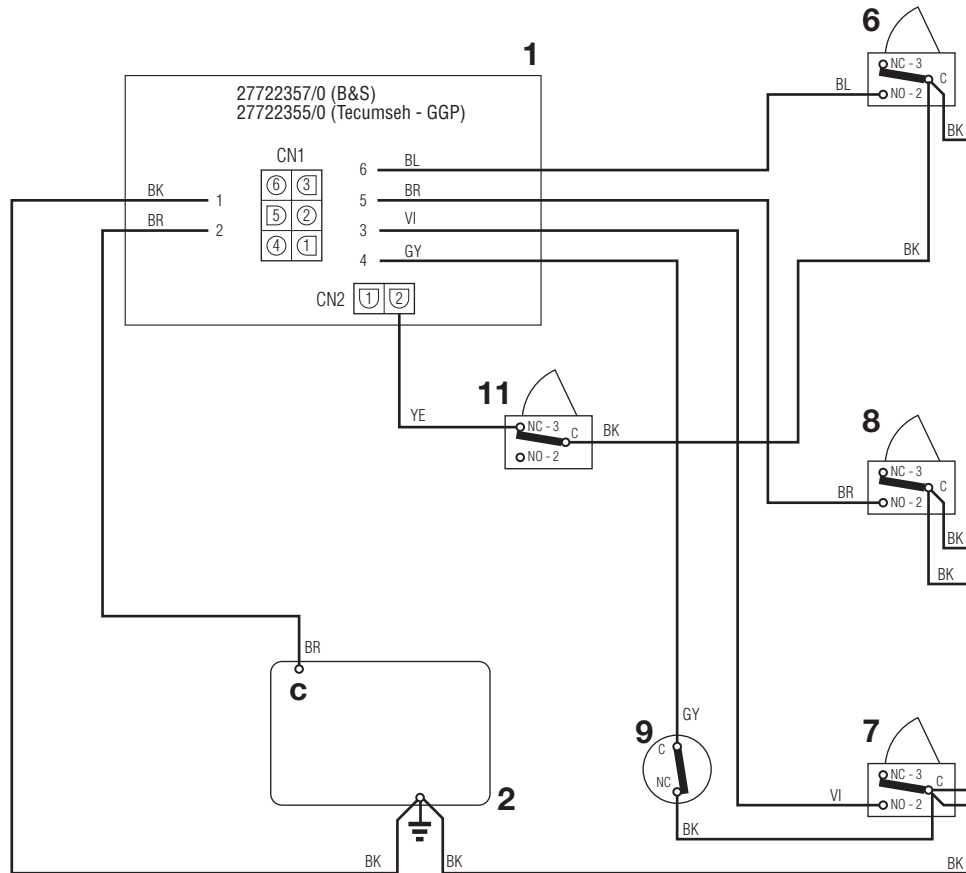 6
1
NC - 3
C
NO - 2
BL
BK
27722357/0 (B&S)
27722355/0 (Tecumseh - GGP)
CN1
6 3
5 2
4 1
6 BL
5 BR
3 VI
4 GY
BK 1
BR 2
BK
CN2 1 2
11
YE
NC - 3
C
NO - 2
BK
8
NC - 3
C
NO - 2
BR
BK
BK
BR
c
2
9
GY
C
NC
BK
7
NC - 3
C
NO - 2
VI
BK
BK
BK